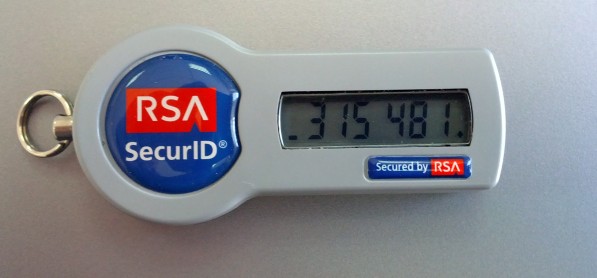 RSA
SecurID®
315 481
Secured by RSA